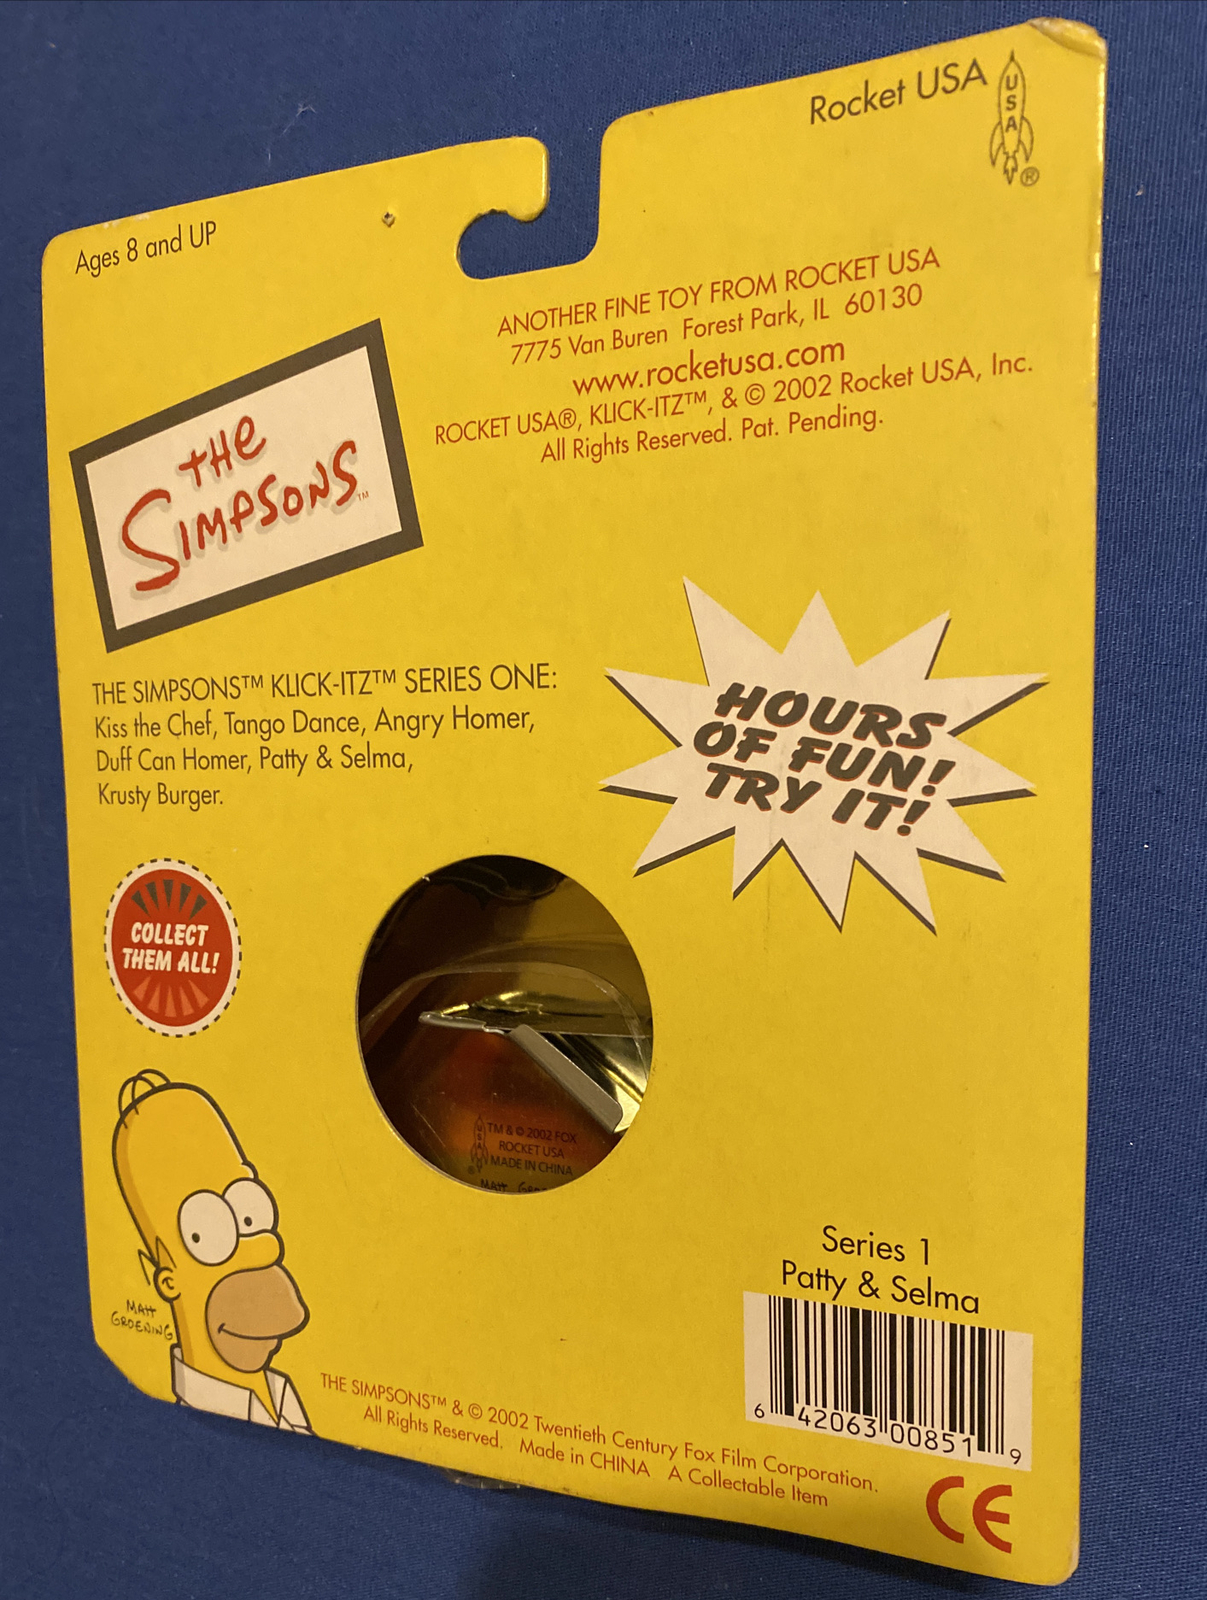 Rocket USA
USA
®
Ages 8 and UP
ANOTHER FINE TOY FROM ROCKET USA
7775 Van Buren Forest Park, IL 60130
www.rocketusa.com
ROCKET USA®, KLICK-ITZ™, & © 2002 Rocket USA, Inc.
All Rights Reserved. Pat. Pending.
THE
SIMPSONS™
THE SIMPSONS™ KLICK-ITZ™ SERIES ONE:
Kiss the Chef, Tango Dance, Angry Homer,
Duff Can Homer, Patty & Selma,
Krusty Burger.
HOURS
OF FUN!
TRY IT!
COLLECT
THEM ALL!
USA
®
TM & © 2002 FOX
ROCKET USA
MADE IN CHINA
MATT
MATT
GROENING
Series 1
Patty & Selma
6 42063 00851 9
THE SIMPSONS™ & © 2002 Twentieth Century Fox Film Corporation.
All Rights Reserved. Made in CHINA A Collectable Item
CE